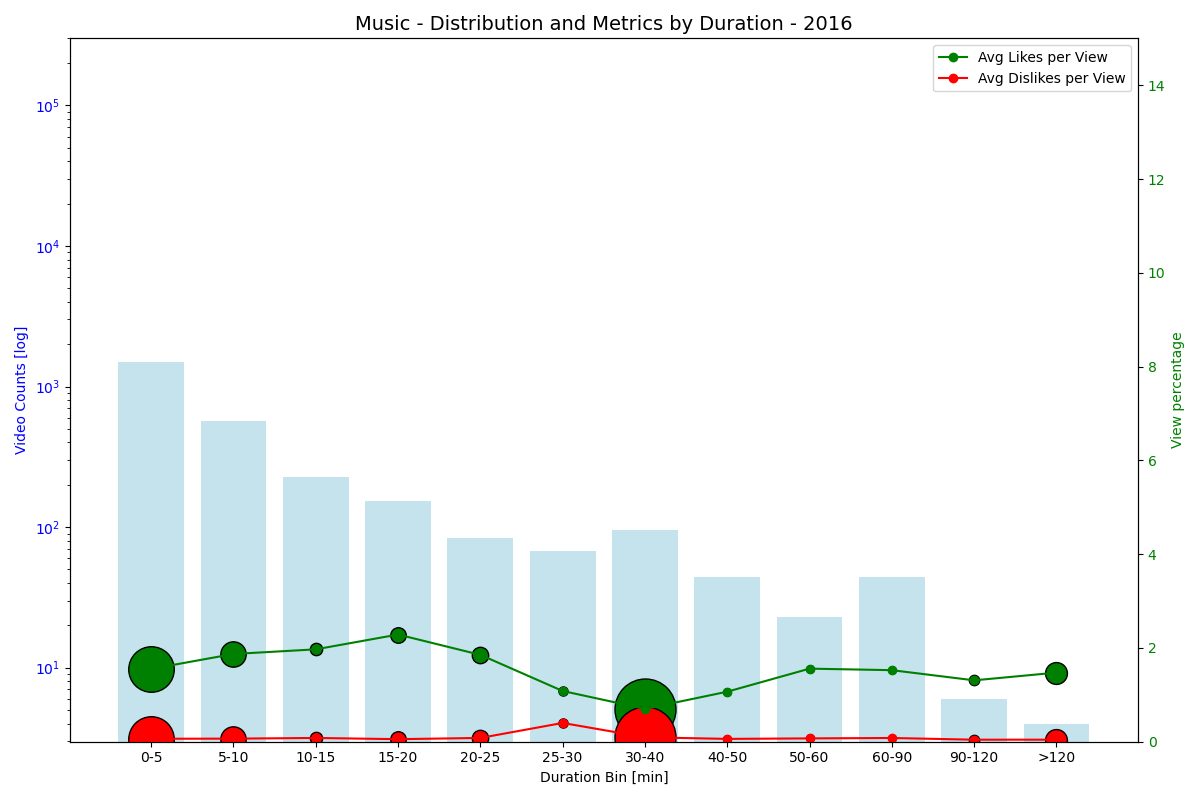 Music - Distribution and Metrics by Duration - 2016
Avg Likes per View
Avg Dislikes per View
Video Counts [log]
10^5
10^4
10^3
10^2
10^1
14
12
10
8
6
4
2
0
View percentage
0-5 5-10 10-15 15-20 20-25 25-30 30-40 40-50 50-60 60-90 90-120 >120
Duration Bin [min]